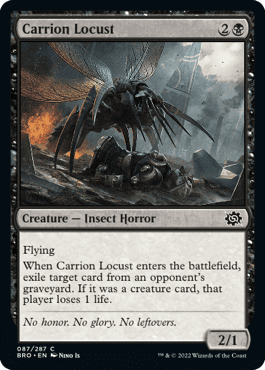 Carrion Locust 2
Creature — Insect Horror
Flying
When Carrion Locust enters the battlefield,
exile target card from an opponent's
graveyard. If it was a creature card, that
player loses 1 life.
No honor. No glory. No leftovers.
2/1
087/287 C
BRO • EN Nino Is
™ & © 2022 Wizards of the Coast